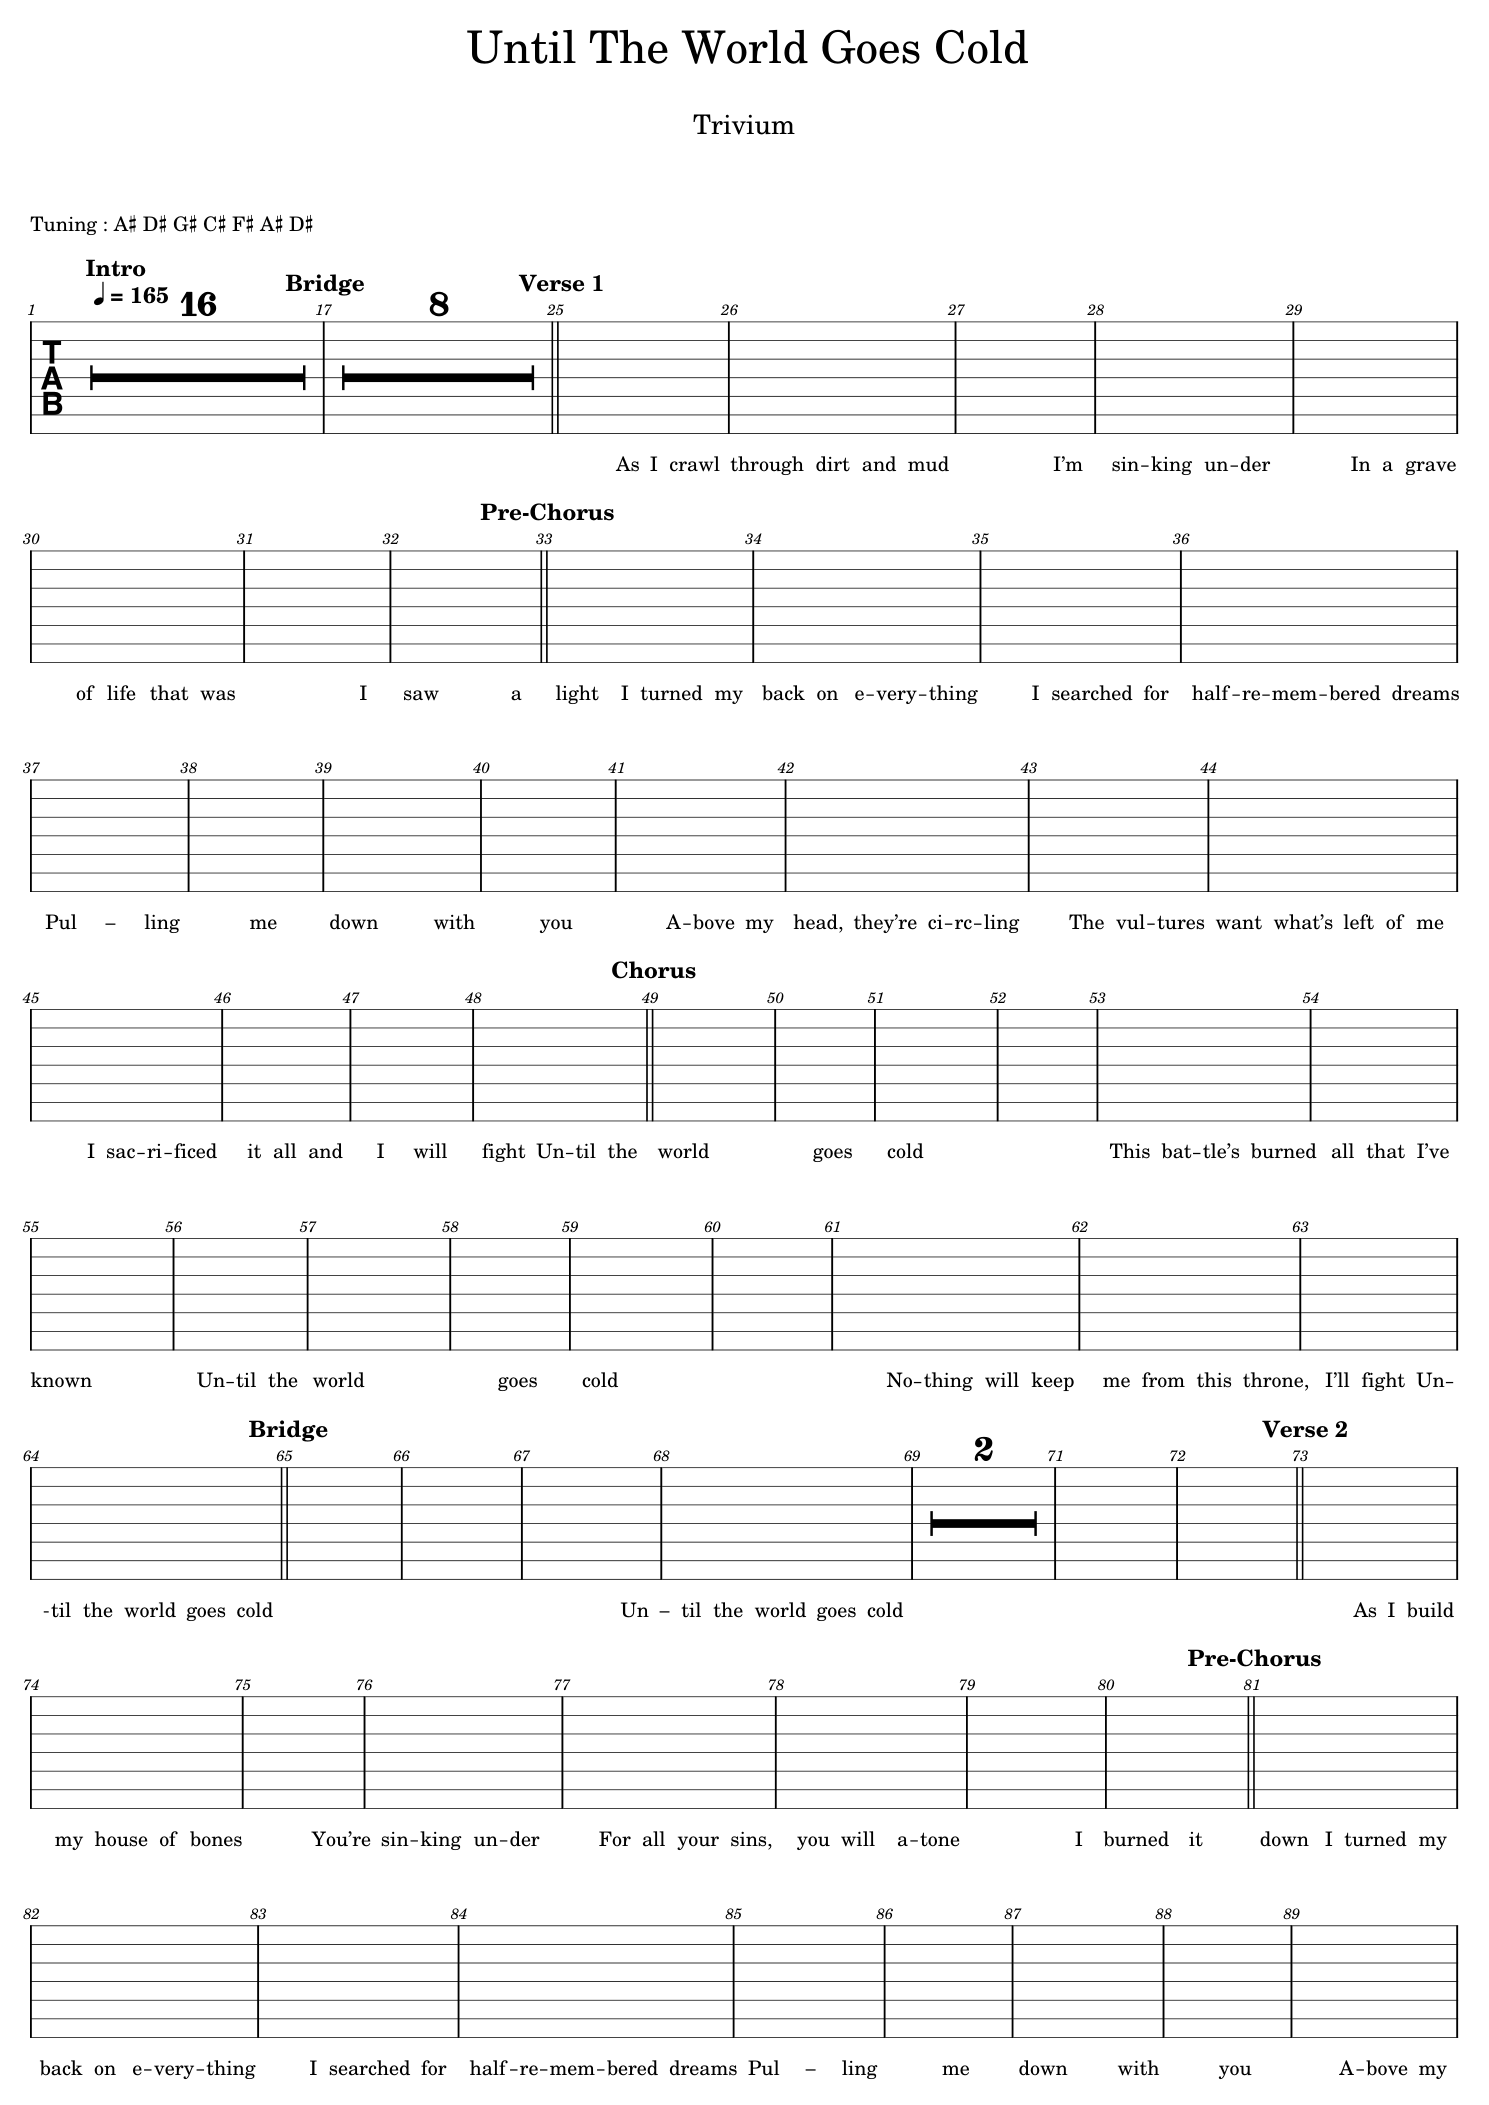 Until The World Goes Cold
Trivium
Tuning : A♯ D♯ G♯ C♯ F♯ A♯ D♯
Intro
♩= 165 16 Bridge 8 Verse 1
1 17 25 26 27 28 29
T
A
B
As I crawl through dirt and mud I'm sin–king un–der In a grave
Pre-Chorus
30 31 32 33 34 35 36
of life that was I saw a light I turned my back on e–very–thing I searched for half–re–mem–bered dreams
37 38 39 40 41 42 43 44
Pul – ling me down with you A–bove my head, they're ci–rc–ling The vul–tures want what's left of me
Chorus
45 46 47 48 49 50 51 52 53 54
I sac–ri–ficed it all and I will fight Un–til the world goes cold This bat–tle's burned all that I've
55 56 57 58 59 60 61 62 63
known Un–til the world goes cold No–thing will keep me from this throne, I'll fight Un–
Bridge 2 Verse 2
64 65 66 67 68 69 71 72 73
-til the world goes cold Un – til the world goes cold As I build
Pre-Chorus
74 75 76 77 78 79 80 81
my house of bones You're sin–king un–der For all your sins, you will a–tone I burned it down I turned my
82 83 84 85 86 87 88 89
back on e–very–thing I searched for half–re–mem–bered dreams Pul – ling me down with you A–bove my